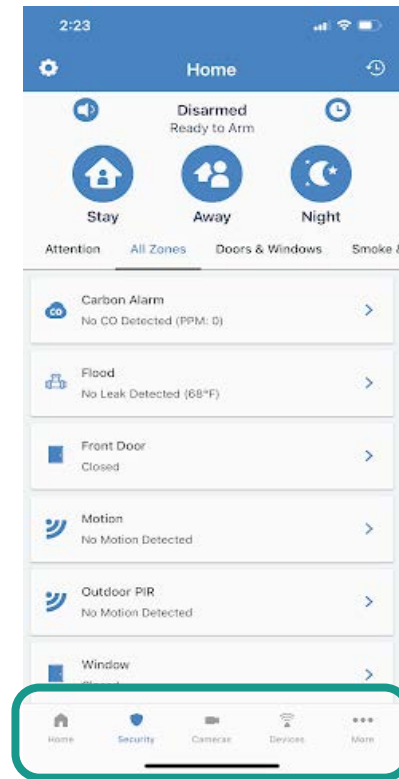 2:23
Home
Disarmed
Ready to Arm
Stay Away Night
Attention All Zones Doors & Windows Smoke &
CO
Carbon Alarm
No CO Detected (PPM: 0)
Flood
No Leak Detected (68°F)
Front Door
Closed
Motion
No Motion Detected
Outdoor PIR
No Motion Detected
Window
Home Security Cameras Devices More